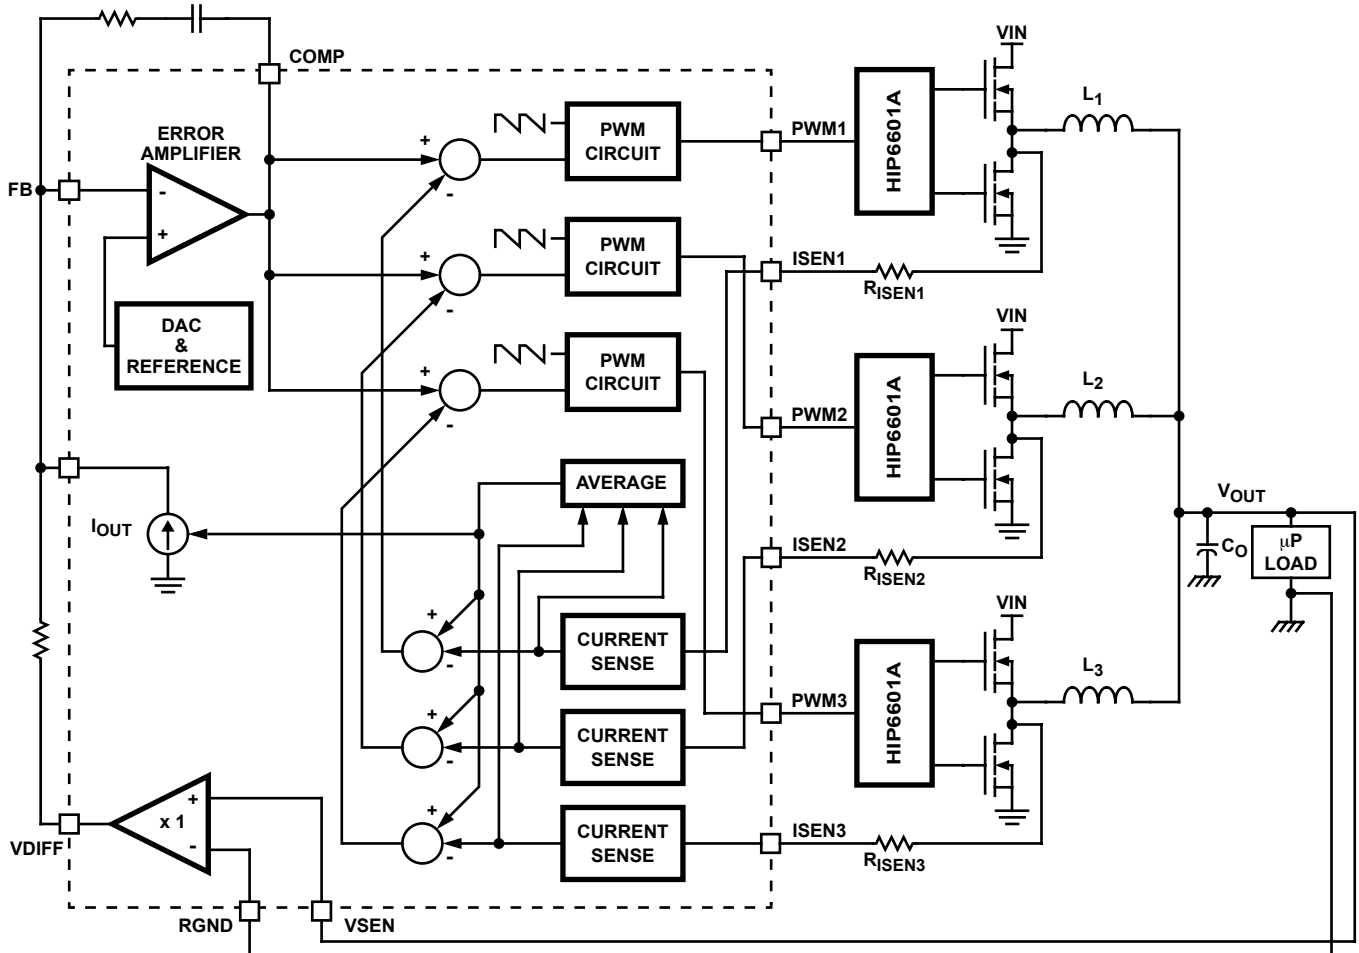 COMP
VIN
L1
PWM
CIRCUIT
PWM1
HIP6601A
ERROR
AMPLIFIER
+
-
FB
-
+
PWM
CIRCUIT
+
-
ISEN1
RISEN1
DAC
&
REFERENCE
PWM
CIRCUIT
+
-
VIN
L2
PWM2
HIP6601A
AVERAGE
IOUT
VOUT
CO
µP
LOAD
ISEN2
RISEN2
VIN
+
-
CURRENT
SENSE
HIP6601A
L3
PWM3
+
-
CURRENT
SENSE
+
x 1
-
VDIFF
+
-
CURRENT
SENSE
ISEN3
RISEN3
RGND
VSEN